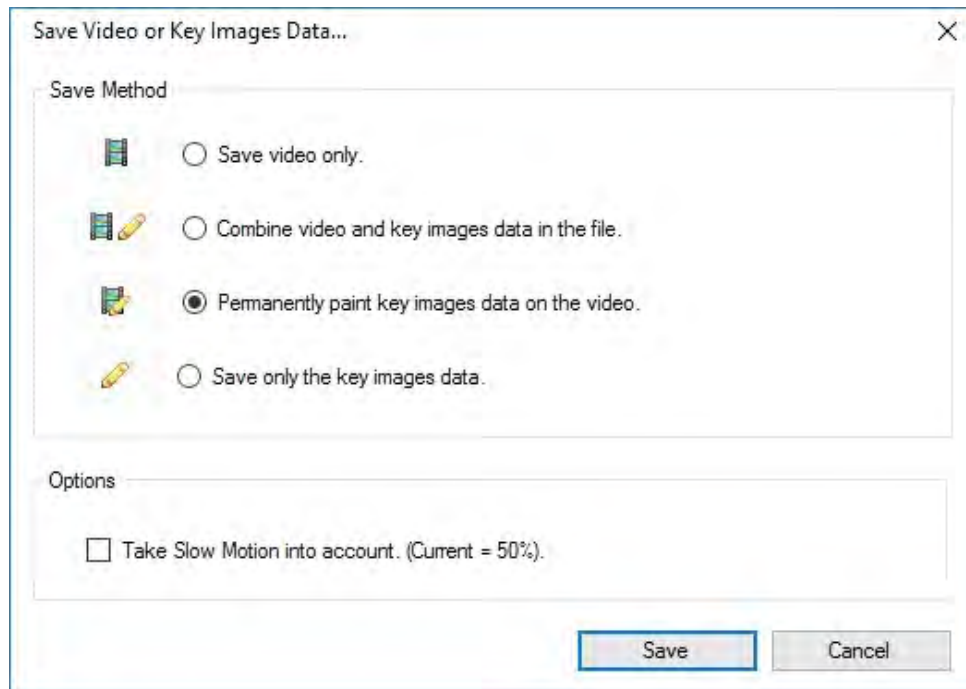 Save Video or Key Images Data...
Save Method
Save video only.
Combine video and key images data in the file.
Permanently paint key images data on the video.
Save only the key images data.
Options
Take Slow Motion into account. (Current = 50%).
Save
Cancel